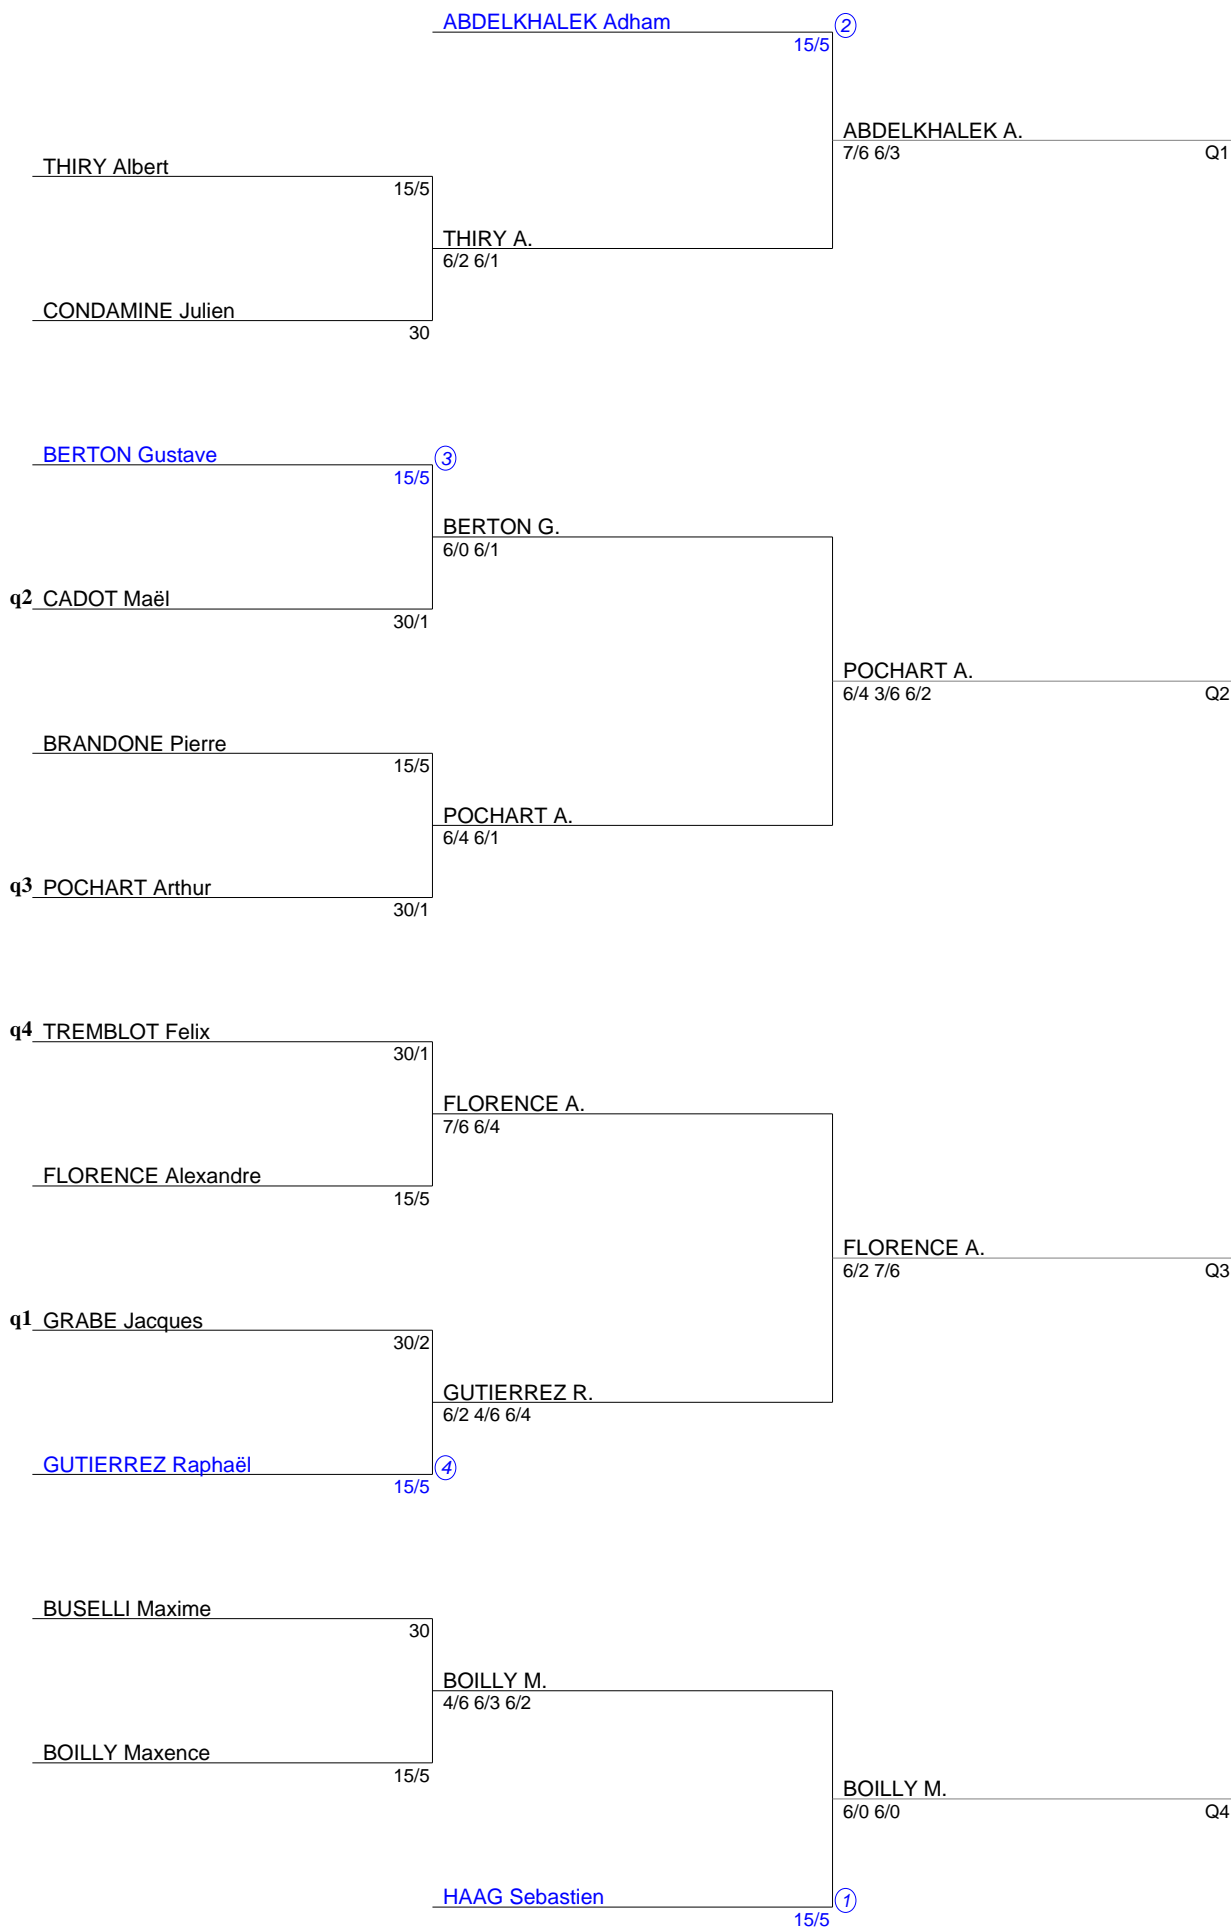 ABDELKHALEK Adham 2
15/5
ABDELKHALEK A.
7/6 6/3 Q1
THIRY Albert
15/5
THIRY A.
6/2 6/1
CONDAMINE Julien
30
BERTON Gustave 3
15/5
BERTON G.
6/0 6/1
q2 CADOT Maël
30/1
POCHART A.
6/4 3/6 6/2 Q2
BRANDONE Pierre
15/5
POCHART A.
6/4 6/1
q3 POCHART Arthur
30/1
q4 TREMBLOT Felix
30/1
FLORENCE A.
7/6 6/4
FLORENCE Alexandre
15/5
FLORENCE A.
6/2 7/6 Q3
q1 GRABE Jacques
30/2
GUTIERREZ R.
6/2 4/6 6/4
GUTIERREZ Raphaël 4
15/5
BUSELLI Maxime
30
BOILLY M.
4/6 6/3 6/2
BOILLY Maxence
15/5
BOILLY M.
6/0 6/0 Q4
HAAG Sebastien 1
15/5